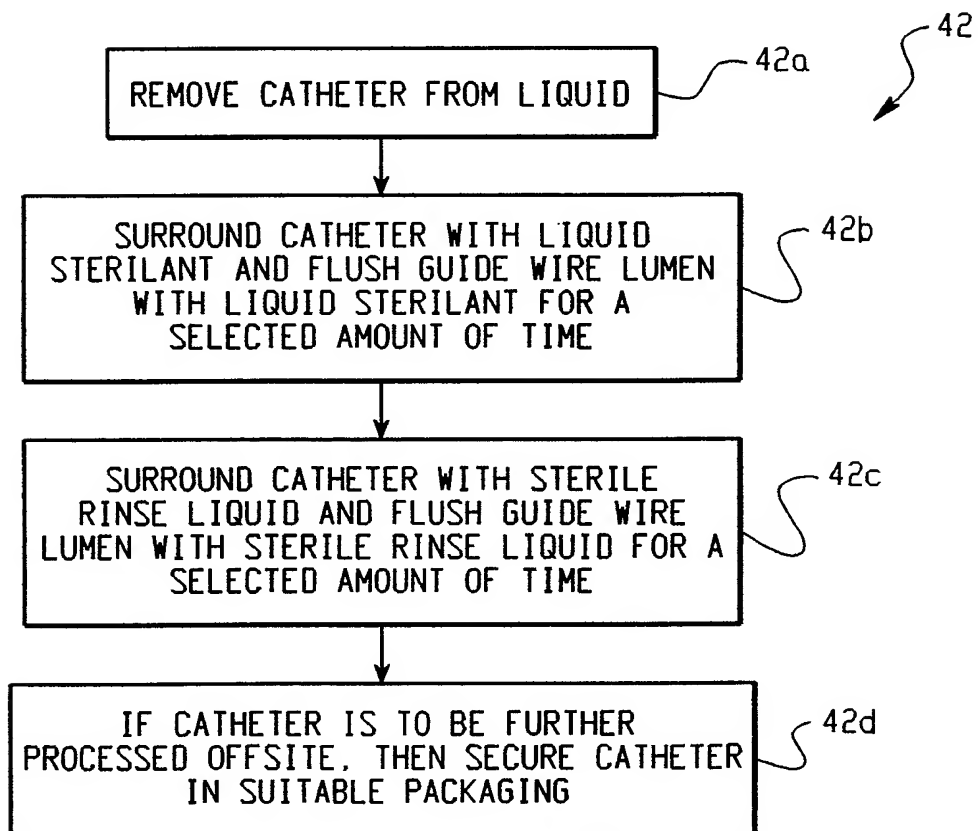 42
REMOVE CATHETER FROM LIQUID
42a
SURROUND CATHETER WITH LIQUID
STERILANT AND FLUSH GUIDE WIRE LUMEN
WITH LIQUID STERILANT FOR A
SELECTED AMOUNT OF TIME
42b
SURROUND CATHETER WITH STERILE
RINSE LIQUID AND FLUSH GUIDE WIRE
LUMEN WITH STERILE RINSE LIQUID FOR A
SELECTED AMOUNT OF TIME
42c
IF CATHETER IS TO BE FURTHER
PROCESSED OFFSITE, THEN SECURE CATHETER
IN SUITABLE PACKAGING
42d